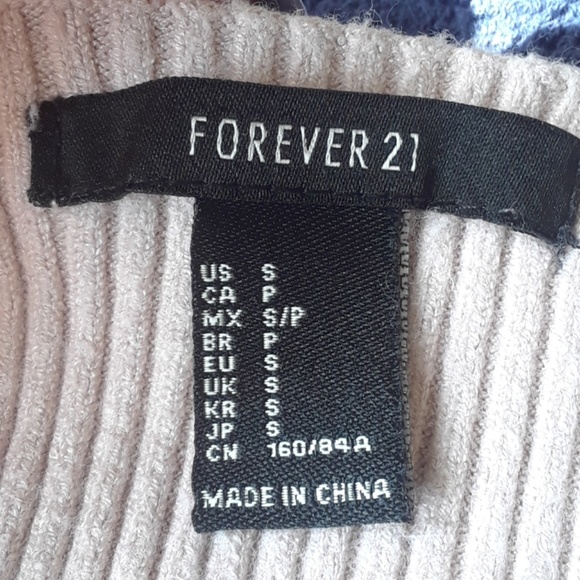 FOREVER 21
US S
CA P
MX S/P
BR P
EU S
UK S
KR S
JP S
CN 160/84A
MADE IN CHINA